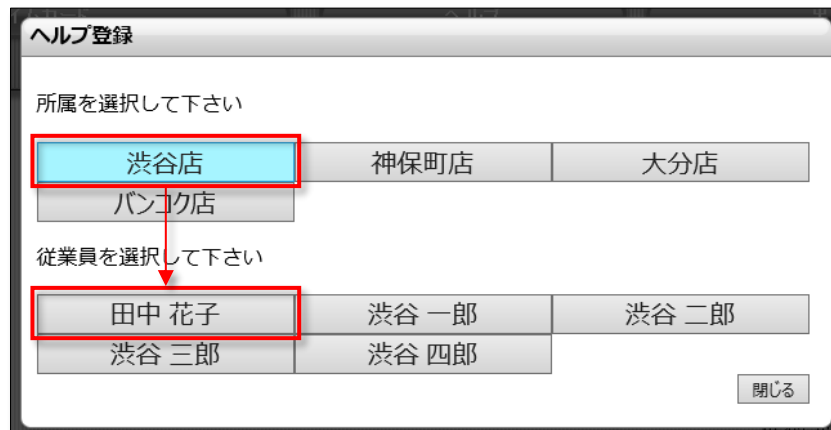 ヘルプ登録
所属を選択して下さい
渋谷店 神保町店 大分店
バンコク店
従業員を選択して下さい
田中 花子 渋谷 一郎 渋谷 二郎
渋谷 三郎 渋谷 四郎
閉じる